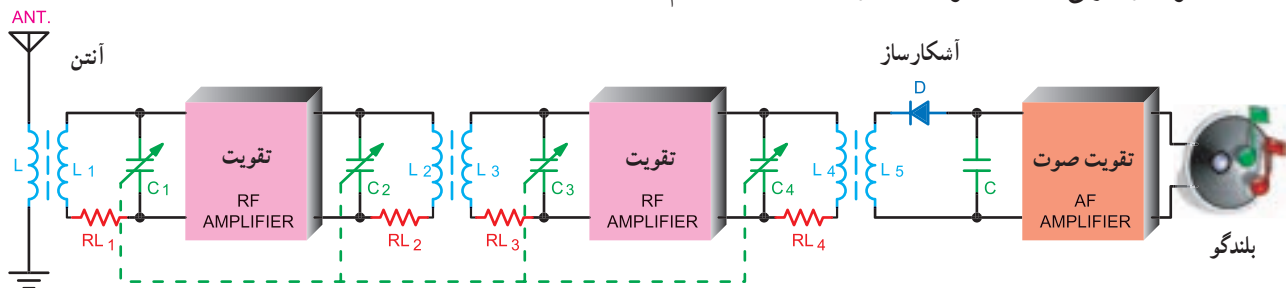 ANT.
آنتن
آشکارساز
D
L
L 1
C 1
RL 1
تقویت
RF
AMPLIFIER
C 2
RL 2
L 2
L 3
RL 3
C 3
تقویت
RF
AMPLIFIER
C 4
RL 4
L 4
L 5
C
تقویت صوت
AF
AMPLIFIER
بلندگو